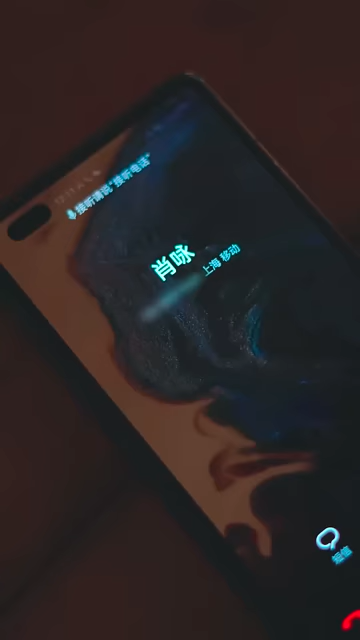 接听请说“接听电话”
肖咏
上海 移动
短信